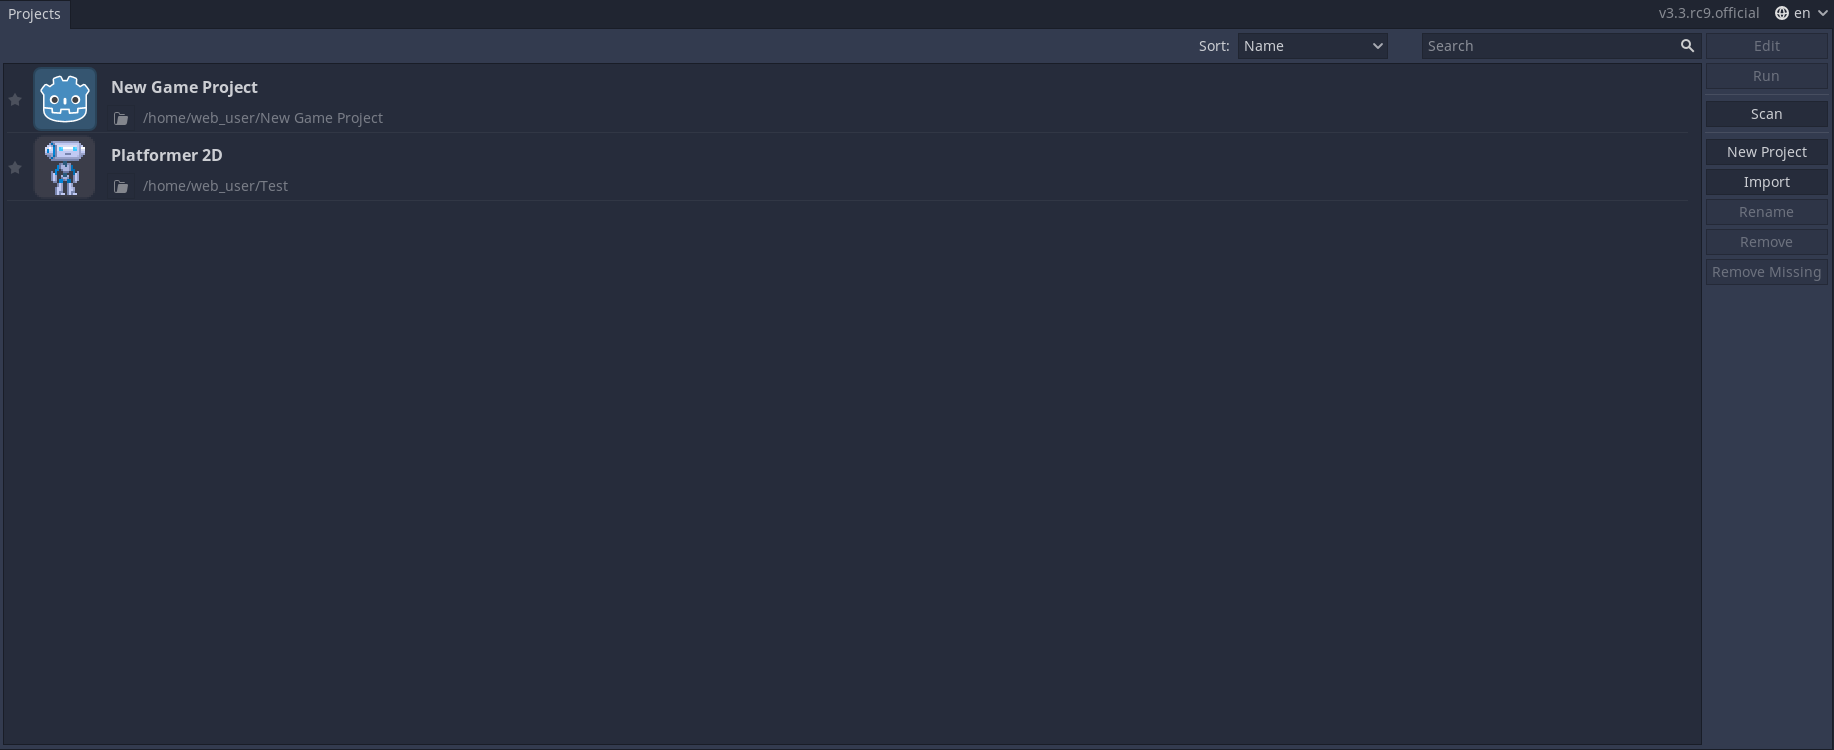 Projects
v3.3.rc9.official en
Sort: Name Search Edit
Run
Scan
New Project
Import
Rename
Remove
Remove Missing
New Game Project
/home/web_user/New Game Project
Platformer 2D
/home/web_user/Test